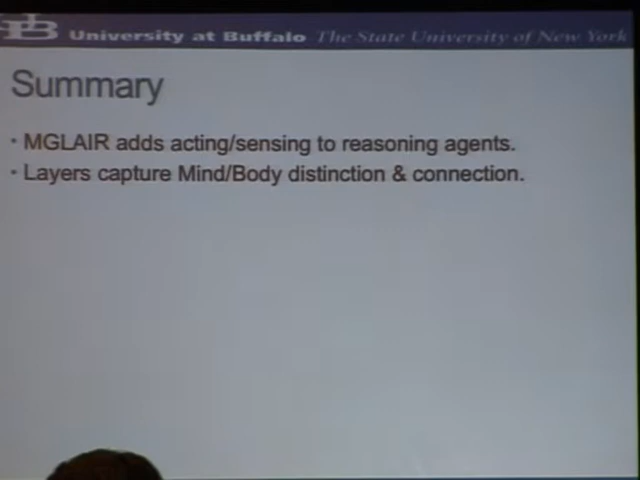 University at Buffalo The State University of New York
Summary
· MGLAIR adds acting/sensing to reasoning agents.
· Layers capture Mind/Body distinction & connection.